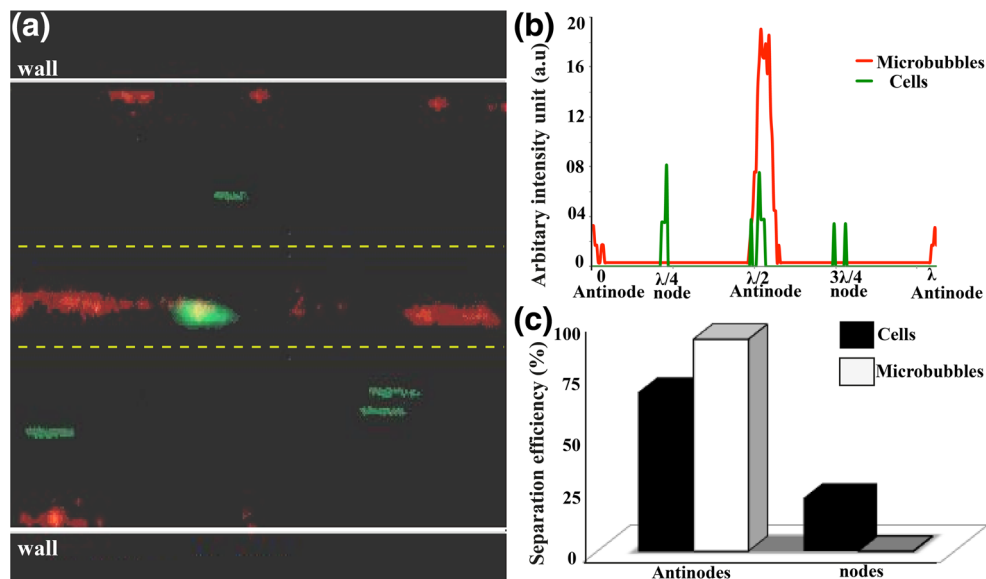 (a)
wall
wall
(b)
Arbitary intensity unit (a.u)
20
16
12
08
04
0
Microbubbles
Cells
0
Antinode
λ/4
node
λ/2
Antinode
3λ/4
node
λ
Antinode
(c)
Separation efficiency (%)
100
75
50
25
0
Cells
Microbubbles
Antinodes
nodes